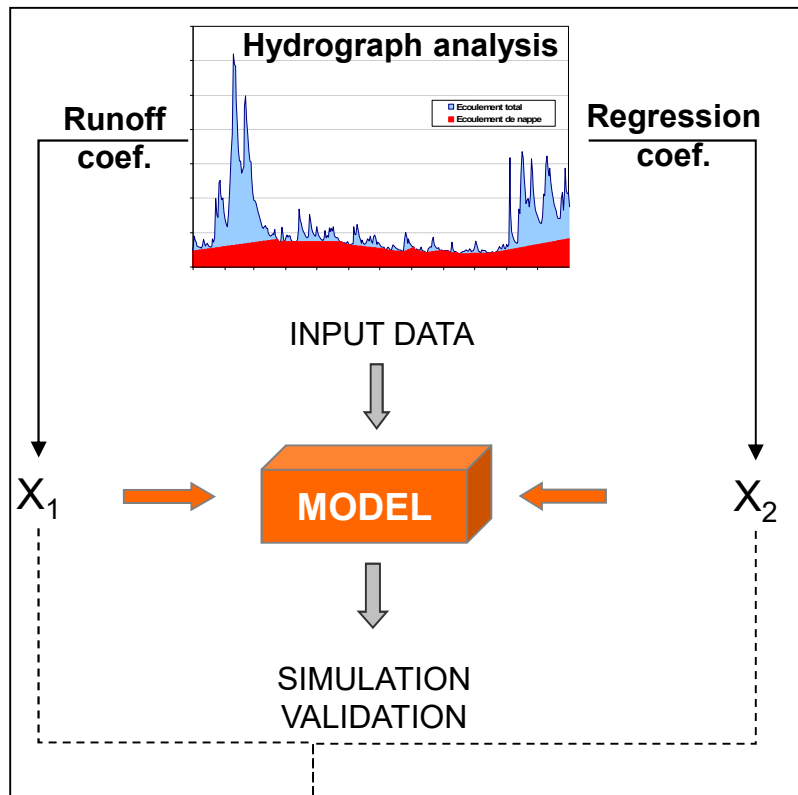 Hydrograph analysis
Ecoulement total
Ecoulement de nappe
Runoff
coef.
Regression
coef.
INPUT DATA
X₁
MODEL
X₂
SIMULATION
VALIDATION